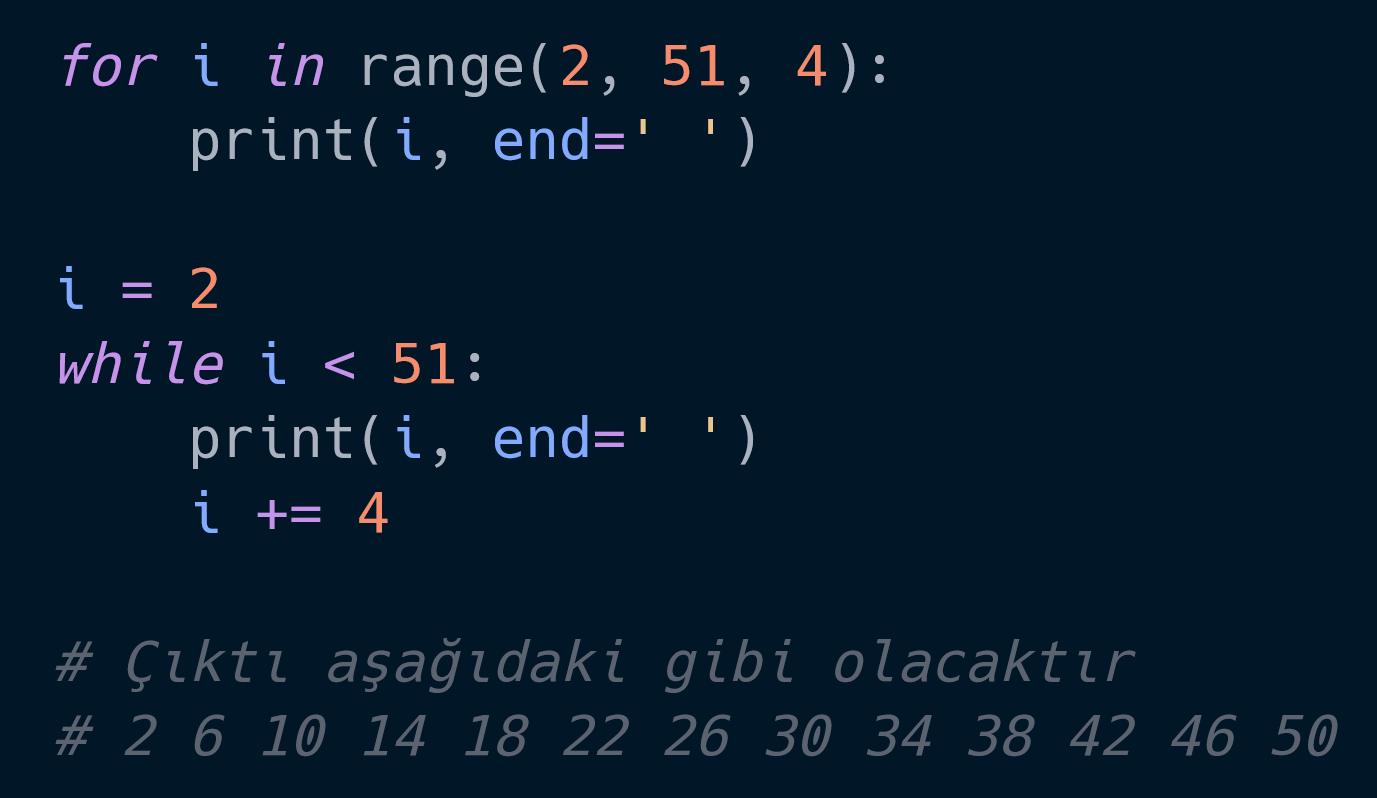 for i in range(2, 51, 4):
    print(i, end=' ')
i = 2
while i < 51:
    print(i, end=' ')
    i += 4
# Çıktı aşağıdaki gibi olacaktır
# 2 6 10 14 18 22 26 30 34 38 42 46 50